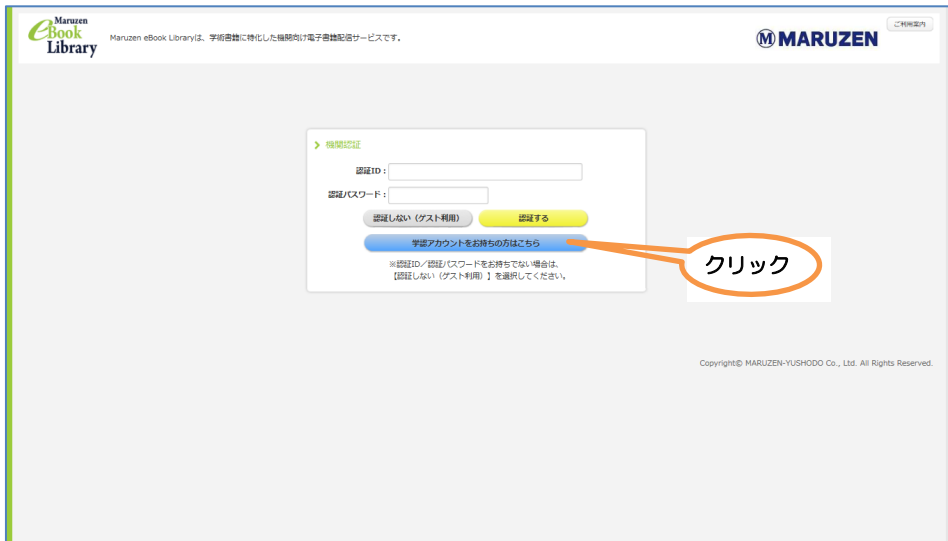 Maruzen
eBook
Library
Maruzen eBook Libraryは、学術書籍に特化した機関向け電子書籍配信サービスです。
MARUZEN
ご利用案内
機関認証
認証ID：
認証パスワード：
認証しない（ゲスト利用）
認証する
学認アカウントをお持ちの方はこちら
クリック
※認証ID／認証パスワードをお持ちでない場合は、
【認証しない（ゲスト利用）】を選択してください。
Copyright© MARUZEN-YUSHODO Co., Ltd. All Rights Reserved.